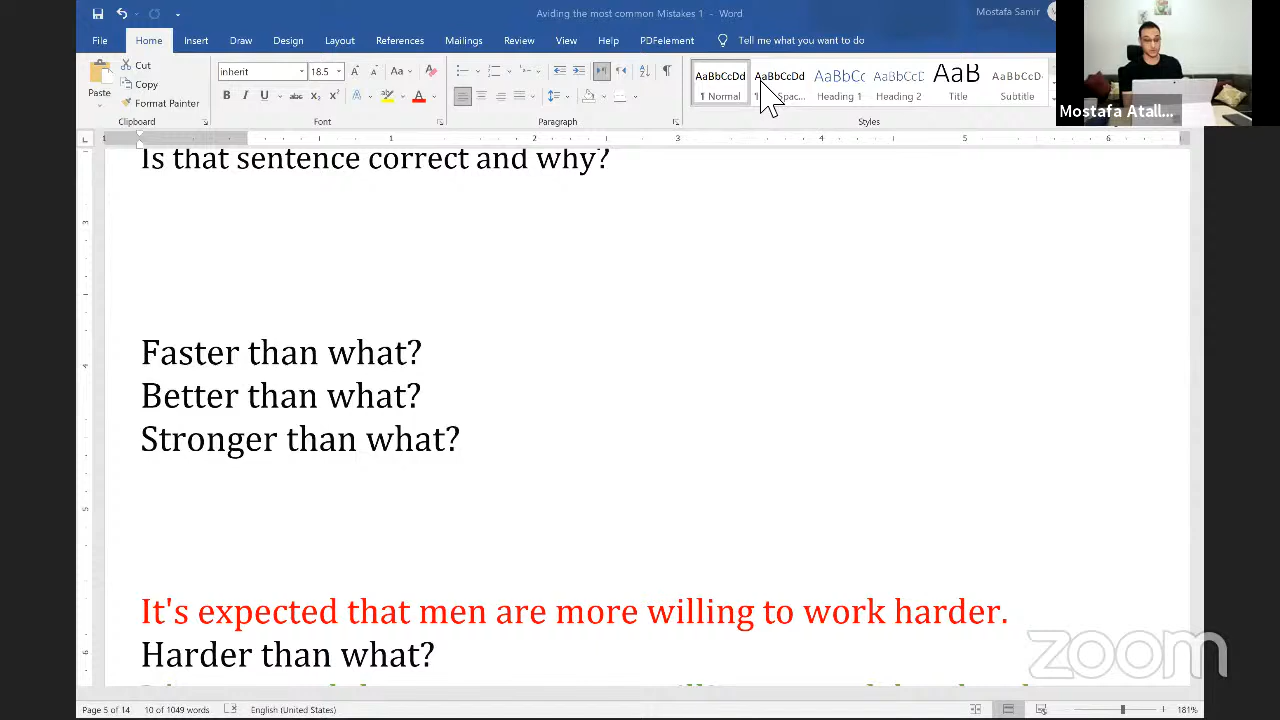 Aviding the most common Mistakes 1 - Word
Mostafa Samir
File Home Insert Draw Design Layout References Mailings Review View Help PDFelement Tell me what you want to do
Paste
Cut
Copy
Format Painter
Clipboard
inherit 18.5
Font
Paragraph
AaBbCcDd AaBbCcDc AaBbCc AaBbCcD AaB AaBbCcD
¶ Normal Heading 1 Heading 2 Title Subtitle
Styles
Mostafa Atall...
Is that sentence correct and why?
Faster than what?
Better than what?
Stronger than what?
It's expected that men are more willing to work harder.
Harder than what?
zoom
Page 5 of 14 10 of 1049 words English (United States) 181%